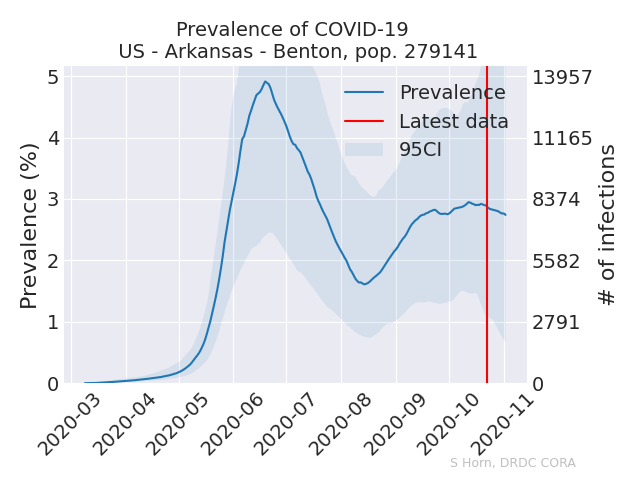 Prevalence of COVID-19
US - Arkansas - Benton, pop. 279141
Prevalence (%)
5
4
3
2
1
0
13957
11165
8374
5582
2791
0
# of infections
Prevalence
Latest data
95CI
2020-03
2020-04
2020-05
2020-06
2020-07
2020-08
2020-09
2020-10
2020-11
S Horn, DRDC CORA